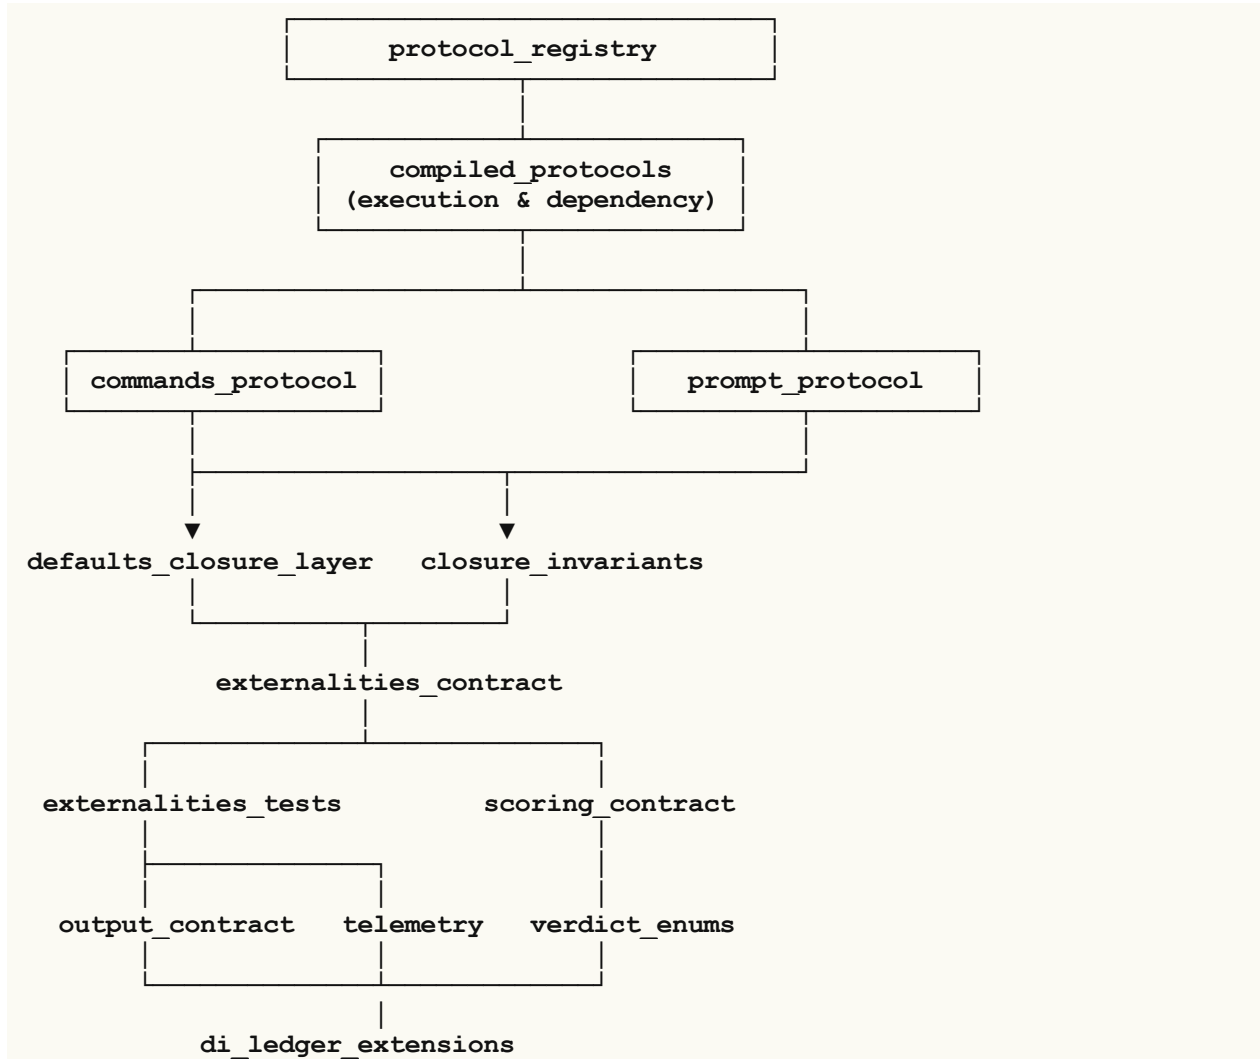 protocol_registry
compiled_protocols
(execution & dependency)
commands_protocol
prompt_protocol
defaults_closure_layer
closure_invariants
externalities_contract
externalities_tests
scoring_contract
output_contract
telemetry
verdict_enums
di_ledger_extensions